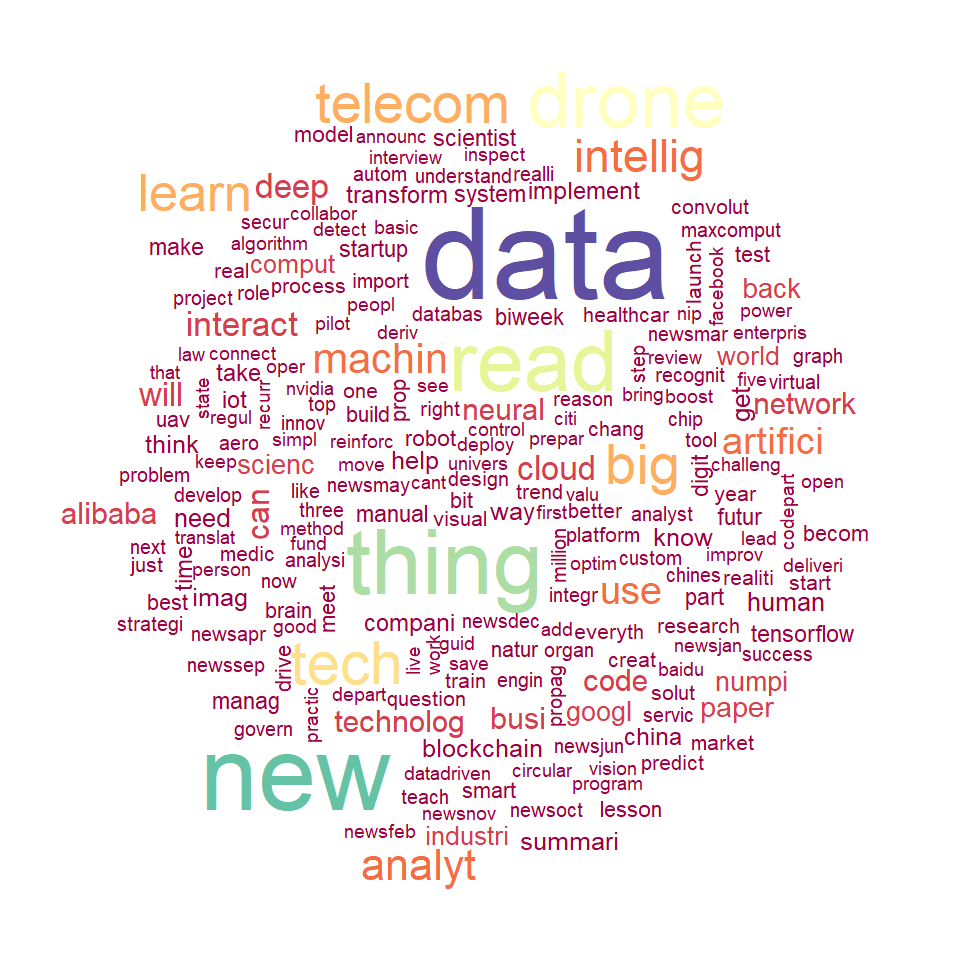 telecom drone
model announc scientist
interview inspect intellig
autom understand realli
learn deep transform system implement
secur collabor convolut
detect basic data maxcomput
make algorithm startup test
real comput launch facebook
project role process import back
peopl power
interact pilot databas biweek healthcar nip
deriv newsmar enterpris
law connect machin read step review world graph
that take oper recognit
will state iot recurr nvidia one prop see bring boost five virtual
uav regul innov top build right neural reason get network
citi chip
think aero simpl reinforc robot control deploy prepar chang tool artifici
problem keep scienc move help univers cloud big digit challeng
develop can like newsmay cant design trend valu year open
alibaba need three bit first better analyst codepart
translat method manual visual way platform know futur lead becom
next medic fund thing million custom improv
just time person analysi optim chines realiti deliveri
now integr use start
best imag brain meet part human
strategi good compani newsdec add everyth research tensorflow
newsapr newsjan
newssep drive tech live work guid natur organ creat baidu success
save
manag practic depart train engin propag code solut numpi
question
govern technolog busi googl servic paper
new blockchain newsjun china market
datadriven circular vision predict
teach smart program
newsnov newsoct lesson
newsfeb industri summari
analyt